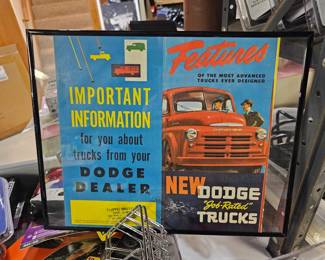 IMPORTANT
INFORMATION
for you about
trucks from your
DODGE
DEALER
Features
OF THE MOST ADVANCED
TRUCKS EVER DESIGNED
NEW DODGE
"Job-Rated"
TRUCKS